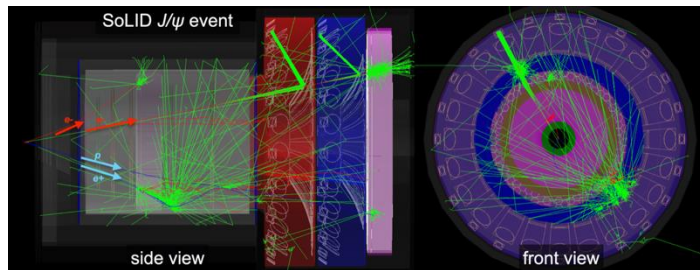 SoLID J/ψ event
e-
e-
p
e+
side view
front view